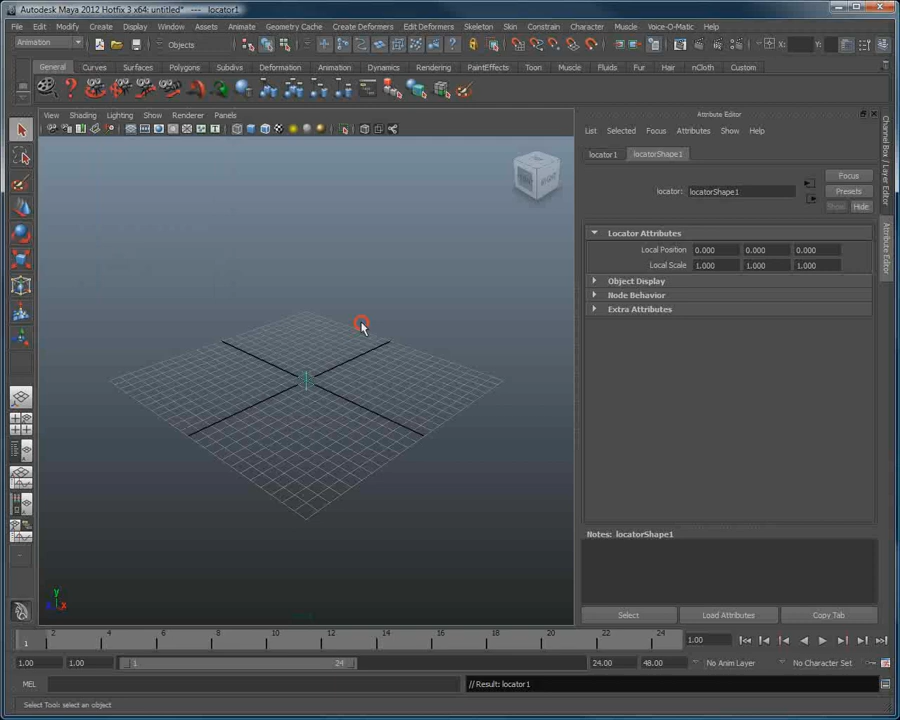 Autodesk Maya 2012 Hotfix 3 x64: untitled* --- locator1
File Edit Modify Create Display Window Assets Animate Geometry Cache Create Deformers Edit Deformers Skeleton Skin Constrain Character Muscle Voice-O-Matic Help
Animation Objects X: Y:
General Curves Surfaces Polygons Subdivs Deformation Animation Dynamics Rendering PaintEffects Toon Muscle Fluids Fur Hair nCloth Custom
View Shading Lighting Show Renderer Panels
Attribute Editor
List Selected Focus Attributes Show Help
locator1 locatorShape1
Focus
locator: locatorShape1 Presets
Show Hide
Locator Attributes
Local Position 0.000 0.000 0.000
Local Scale 1.000 1.000 1.000
Object Display
Node Behavior
Extra Attributes
Notes: locatorShape1
Select Load Attributes Copy Tab
Channel Box / Layer Editor
Attribute Editor
y
x
1 2 4 6 8 10 12 14 16 18 20 22 24 1.00
1.00 1.00 1 24 24.00 48.00 No Anim Layer No Character Set
MEL // Result: locator1
Select Tool: select an object